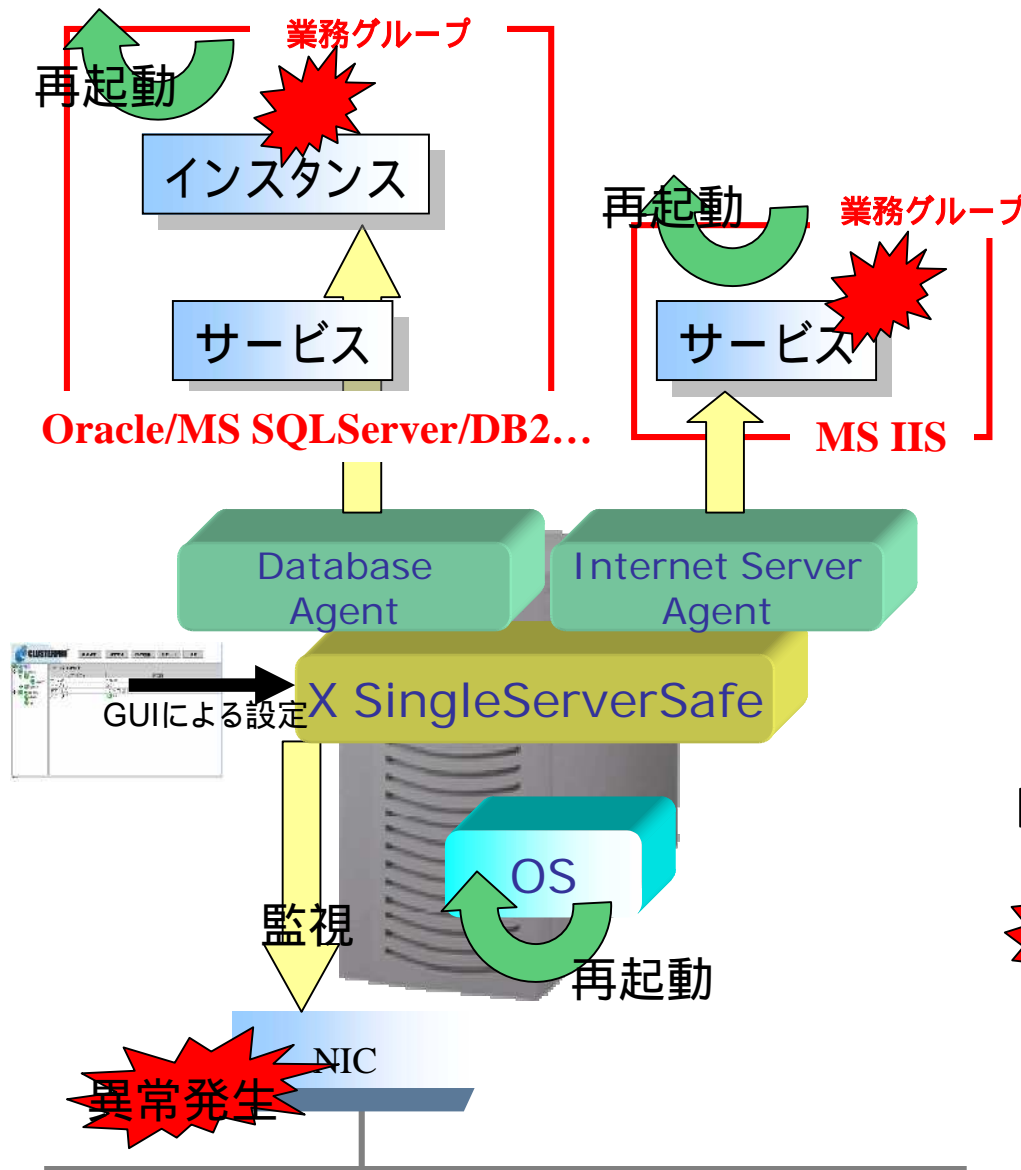 業務グループ
再起動
インスタンス
サービス
Oracle/MS SQLServer/DB2…
業務グループ
再起動
サービス
MS IIS
Database
Agent
Internet Server
Agent
CLUSTERPRO
GUIによる設定
X SingleServerSafe
OS
再起動
監視
NIC
異常発生